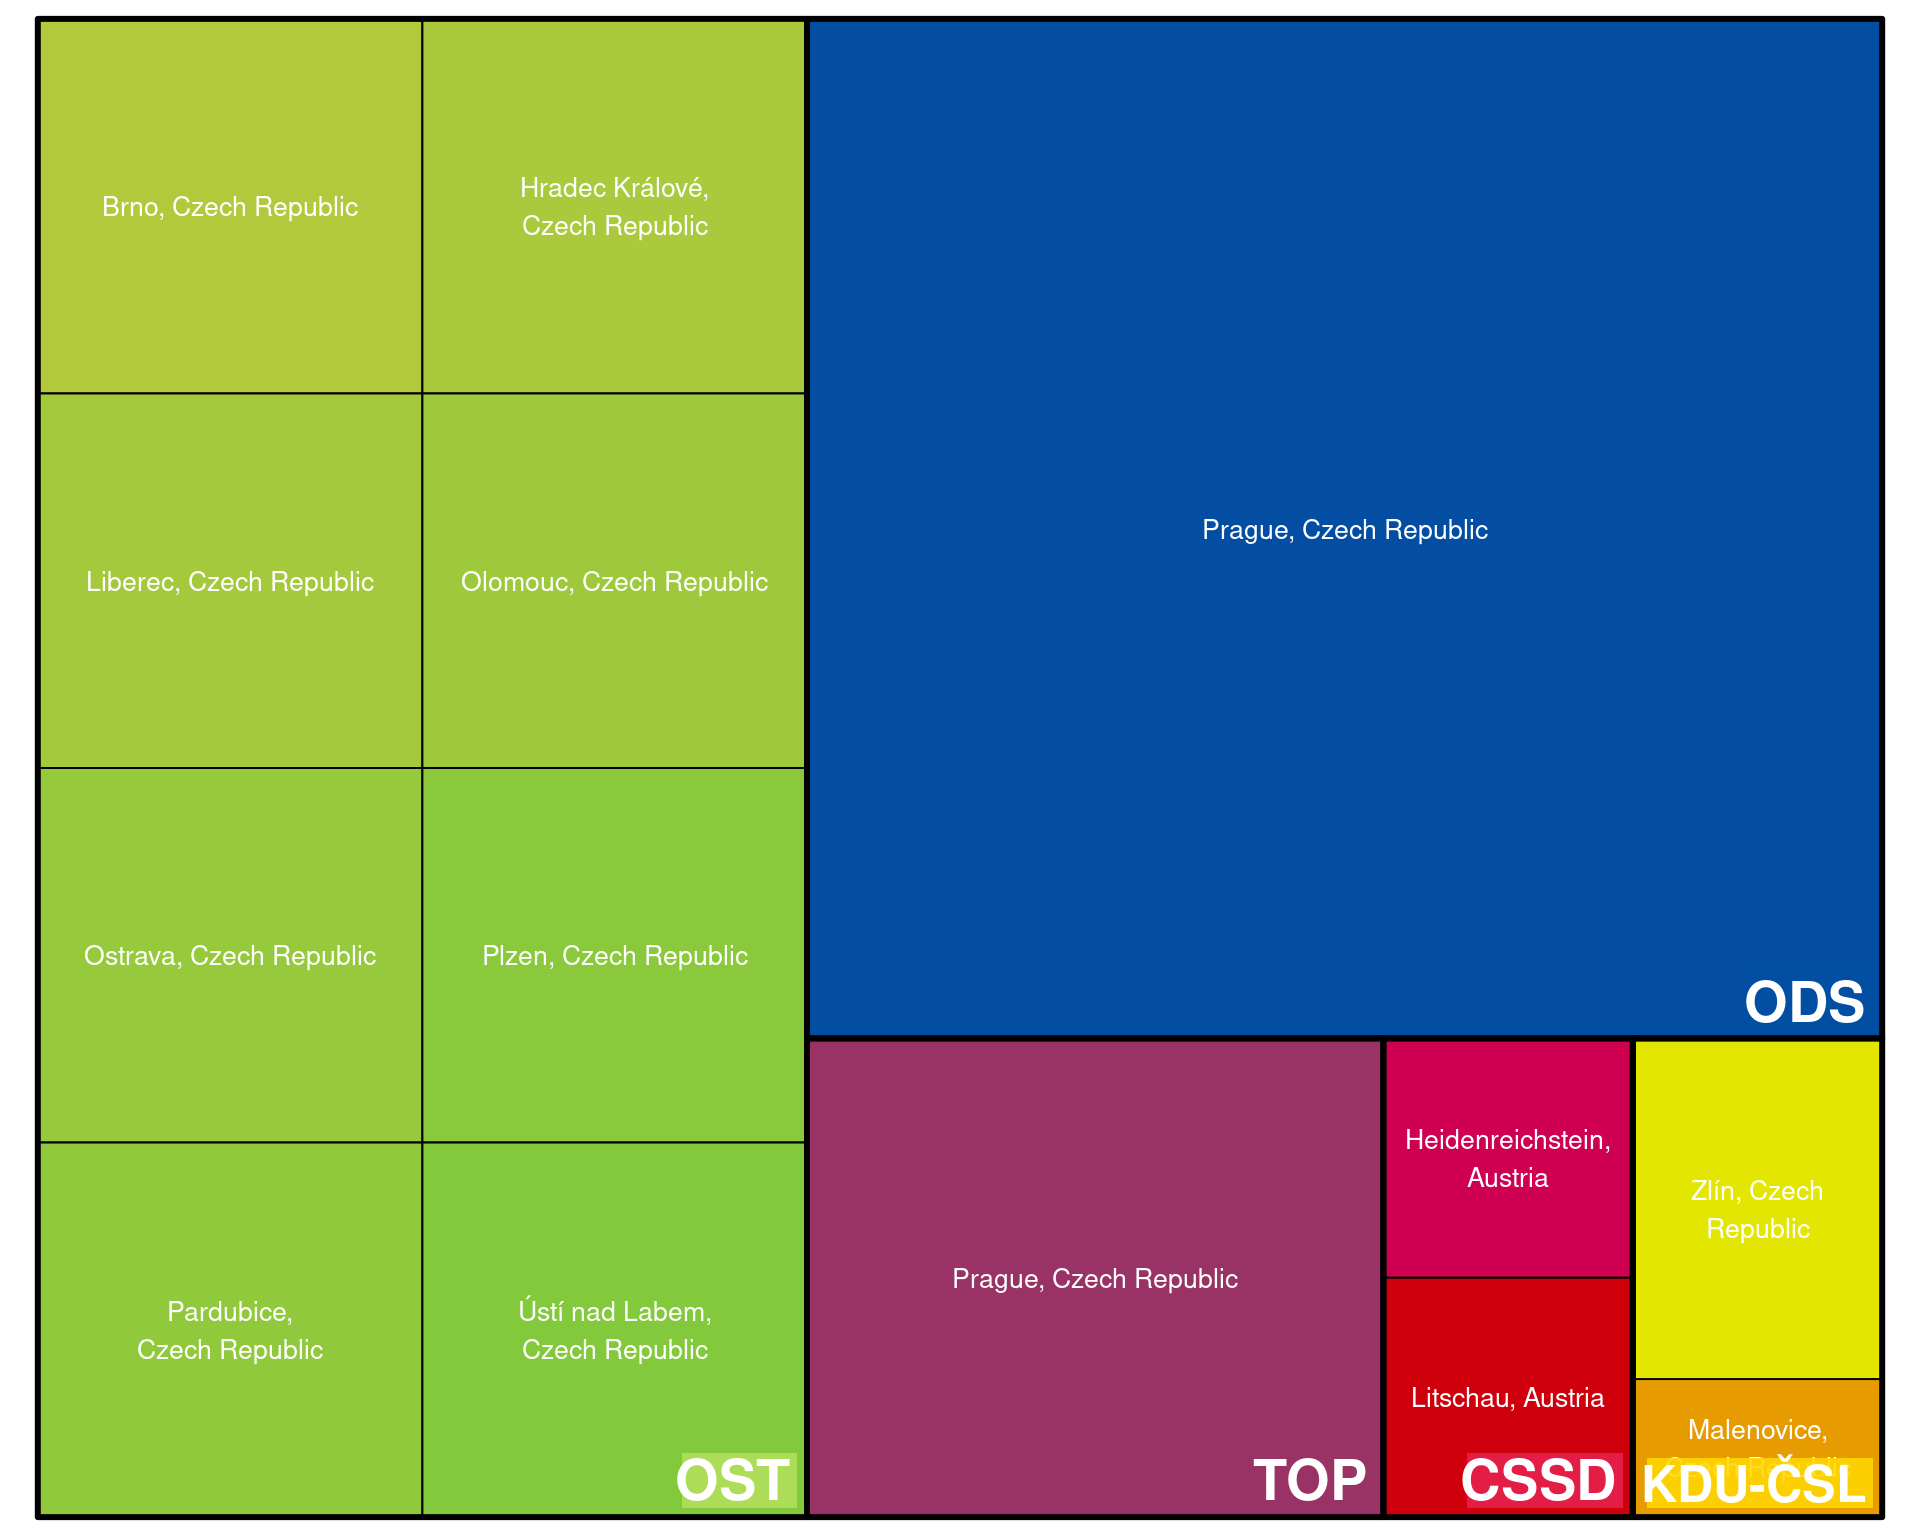 Brno, Czech Republic
Hradec Králové,
Czech Republic
Liberec, Czech Republic
Olomouc, Czech Republic
Ostrava, Czech Republic
Plzen, Czech Republic
Pardubice,
Czech Republic
Ústí nad Labem,
Czech Republic
OST
Prague, Czech Republic
ODS
Prague, Czech Republic
TOP
Heidenreichstein,
Austria
Litschau, Austria
CSSD
Zlín, Czech
Republic
Malenovice,
Czech Republic
KDU-ČSL